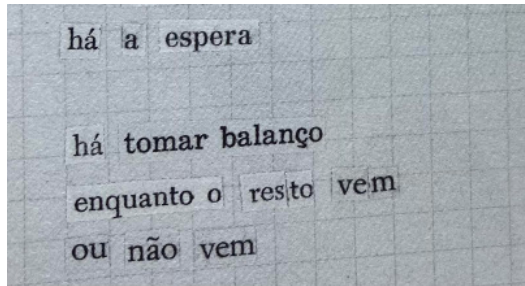 há a espera
há tomar balanço
enquanto o resto vem
ou não vem